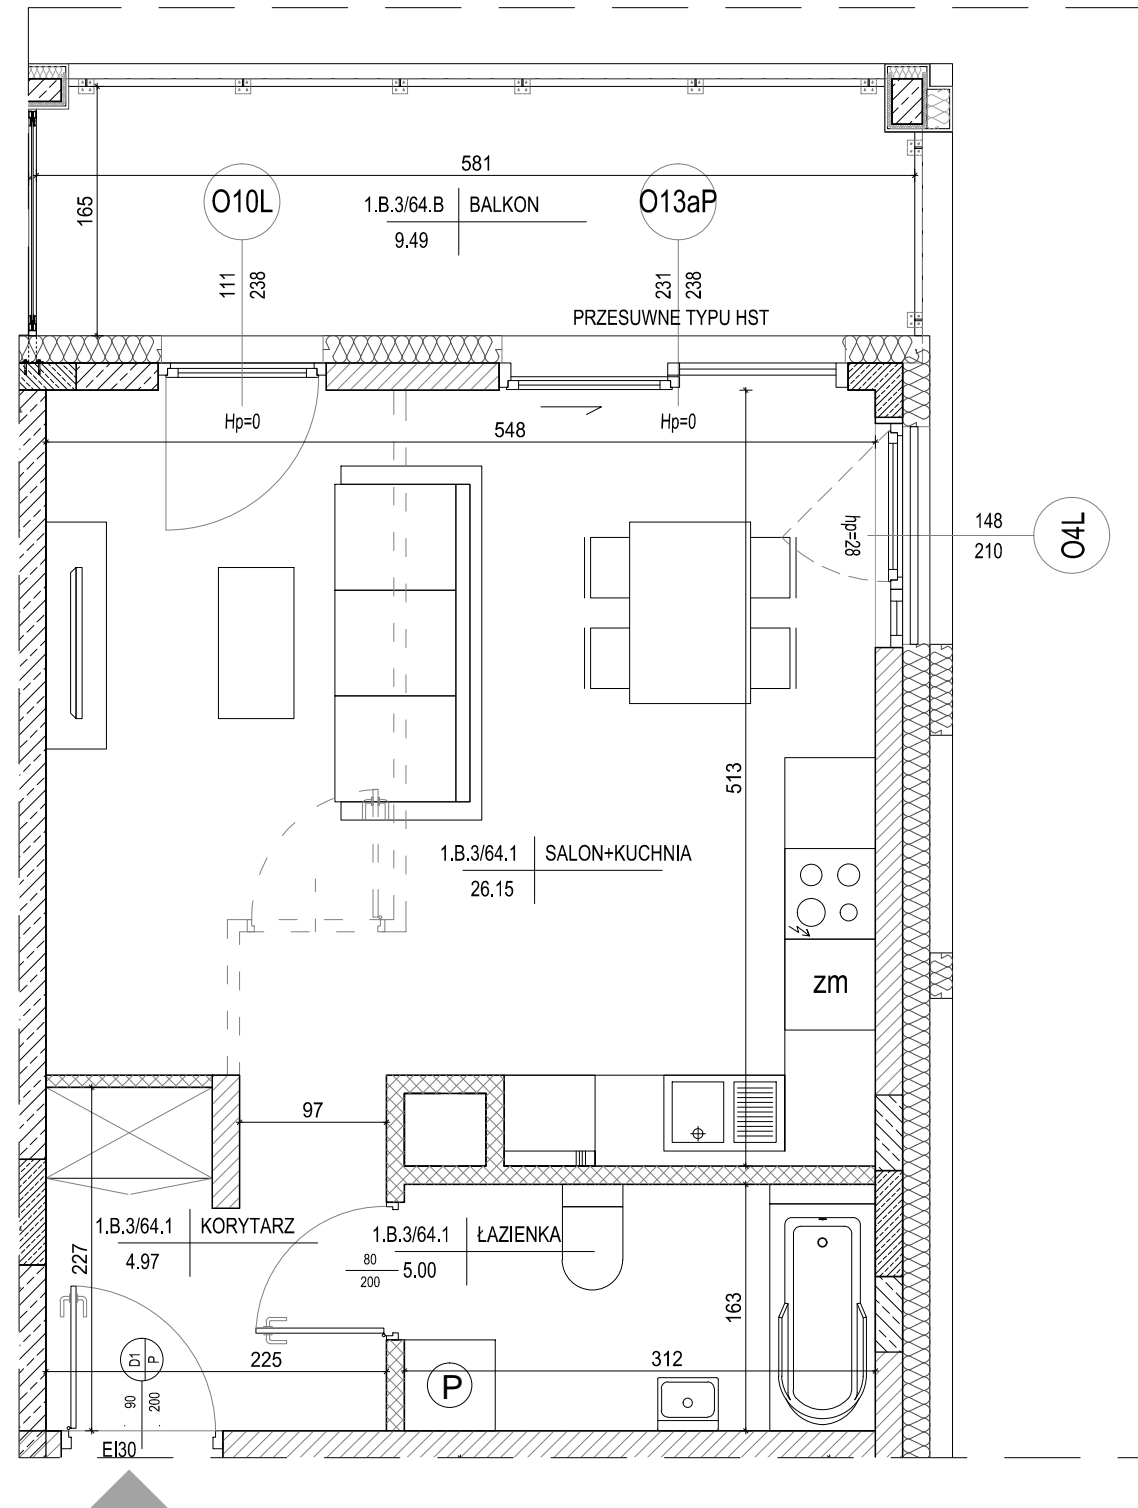 581
165
O10L
1.B.3/64.B BALKON
9.49
O13aP
111
238
231
238
PRZESUWNE TYPU HST
Hp=0
548
Hp=0
hp=28
148
210
O4L
513
1.B.3/64.1 SALON+KUCHNIA
26.15
zm
97
1.B.3/64.1 KORYTARZ
4.97
227
1.B.3/64.1 ŁAZIENKA
5.00
80
200
163
225
312
D1
P
90
200
P
EI30